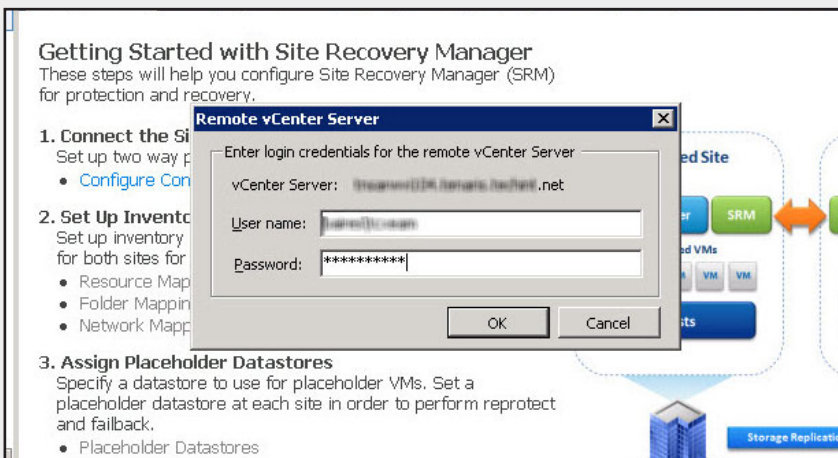 Getting Started with Site Recovery Manager
These steps will help you configure Site Recovery Manager (SRM)
for protection and recovery.
1. Connect the Si
Set up two way p
• Configure Con
2. Set Up Invento
Set up inventory
for both sites for
• Resource Map
• Folder Mappin
• Network Mapp
3. Assign Placeholder Datastores
Specify a datastore to use for placeholder VMs. Set a
placeholder datastore at each site in order to perform reprotect
and failback.
• Placeholder Datastores
Remote vCenter Server
Enter login credentials for the remote vCenter Server
vCenter Server: .net
User name:
Password: **********
OK Cancel
ed Site
er SRM
ed VMs
VM VM
sts
Storage Replicatio